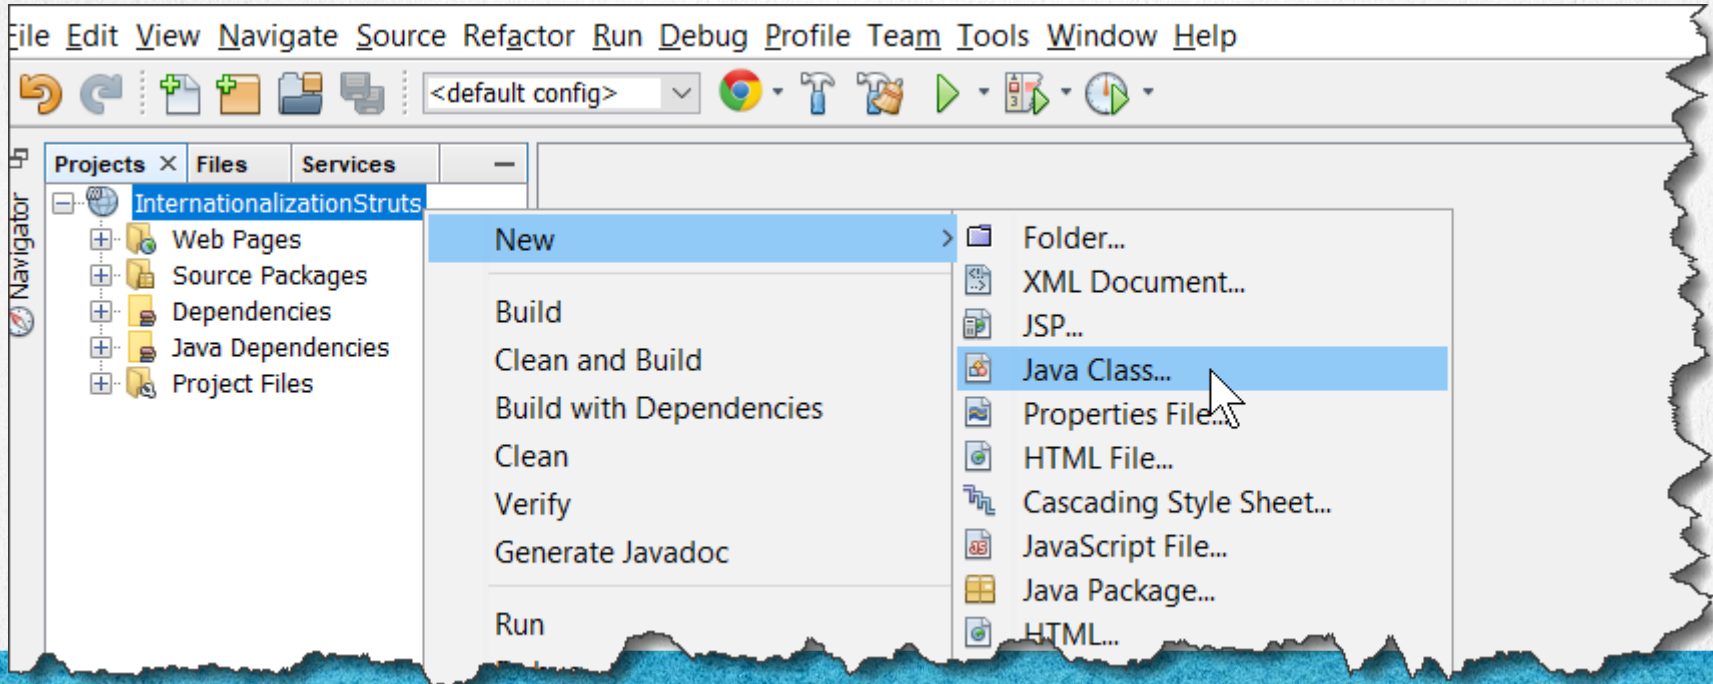 File Edit View Navigate Source Refactor Run Debug Profile Team Tools Window Help
<default config>
Projects Files Services
Navigator
InternationalizationStruts
Web Pages
Source Packages
Dependencies
Java Dependencies
Project Files
New
Build
Clean and Build
Build with Dependencies
Clean
Verify
Generate Javadoc
Run
Folder...
XML Document...
JSP...
Java Class...
Properties File...
HTML File...
Cascading Style Sheet...
JavaScript File...
Java Package...
HTML...